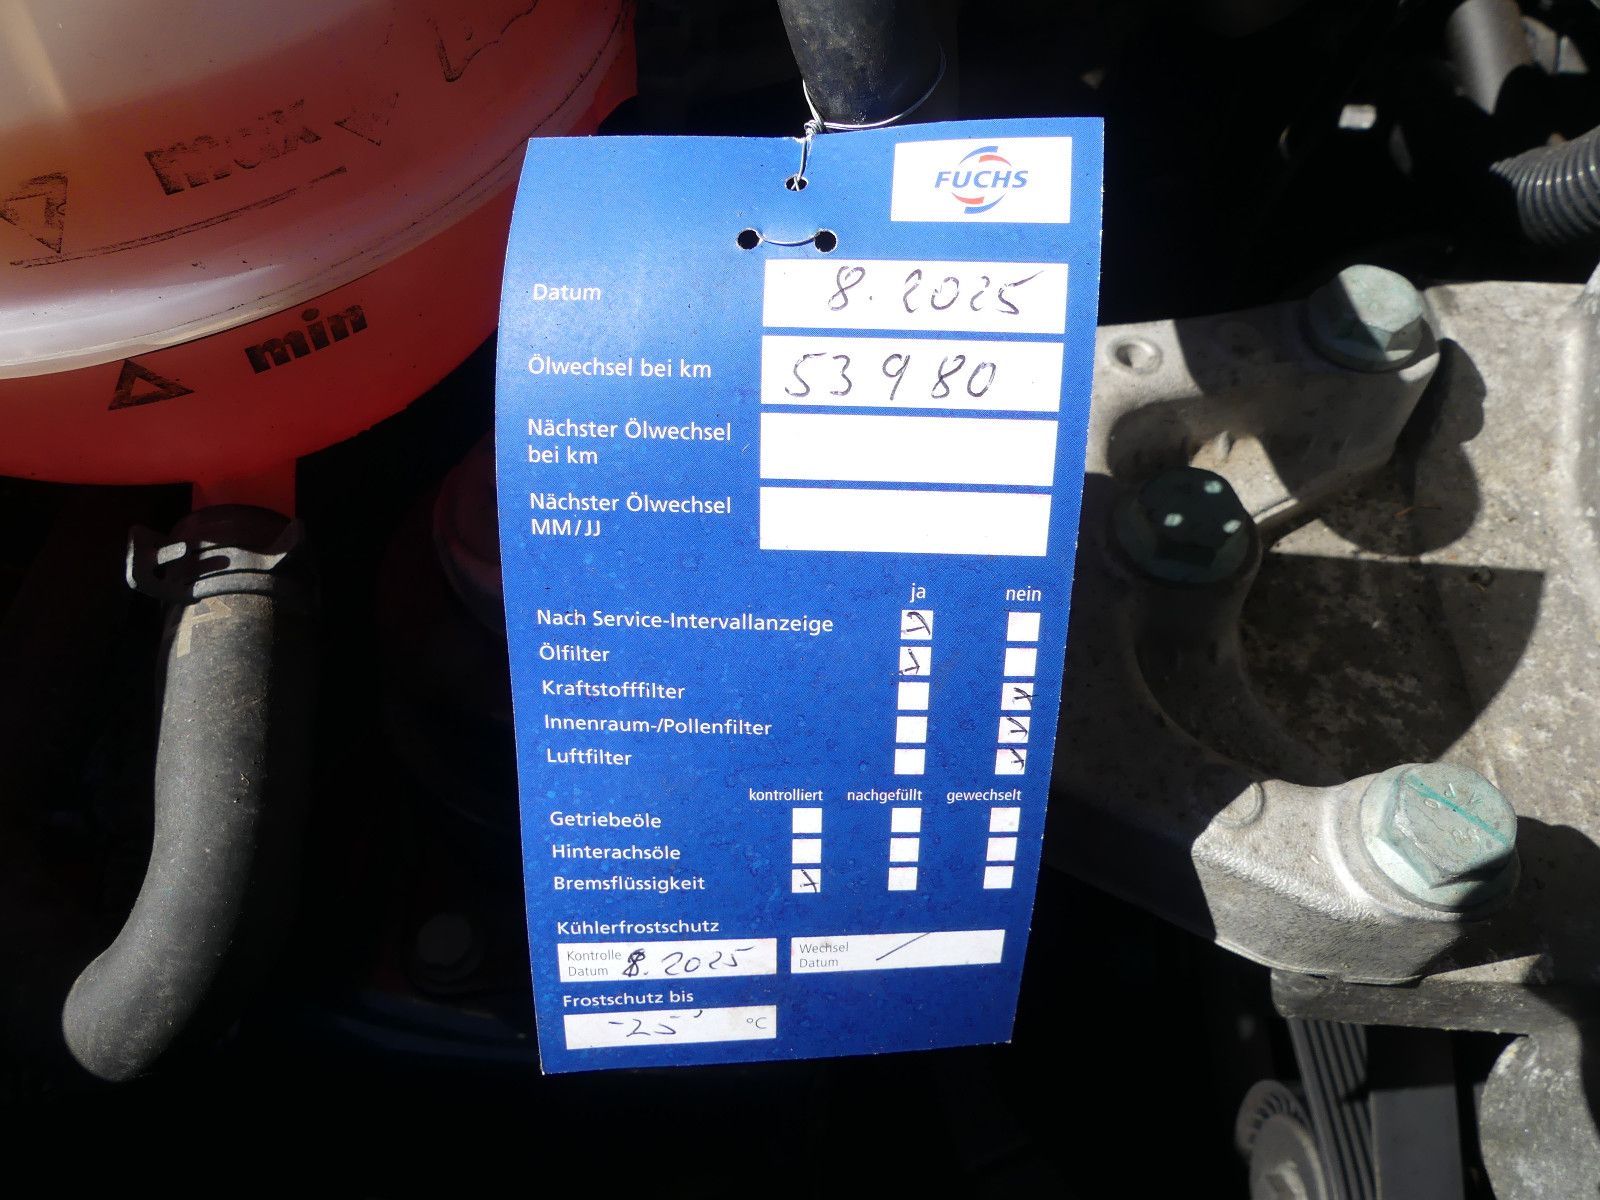 max
min
FUCHS
Datum 8. 2025
Ölwechsel bei km 53980
Nächster Ölwechsel
bei km
Nächster Ölwechsel
MM/JJ
ja nein
Nach Service-Intervallanzeige
Ölfilter
Kraftstofffilter
Innenraum-/Pollenfilter
Luftfilter
kontrolliert nachgefüllt gewechselt
Getriebeöle
Hinterachsöle
Bremsflüssigkeit
Kühlerfrostschutz
Kontrolle
Datum 8. 2025
Wechsel
Datum
Frostschutz bis
-25 °C